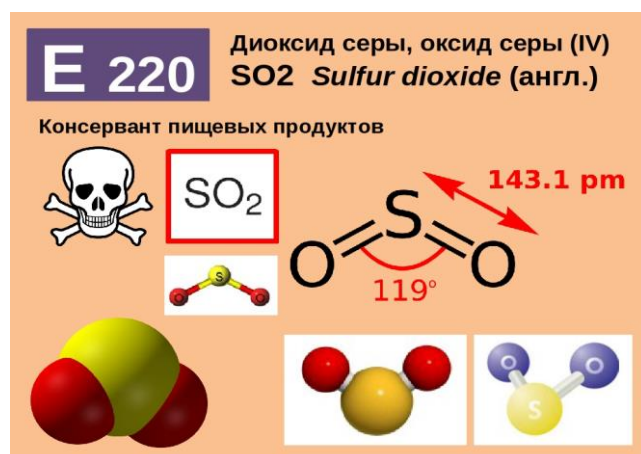 E 220
Диоксид серы, оксид серы (IV)
SO2 Sulfur dioxide (англ.)
Консервант пищевых продуктов
SO₂
S
O O
143.1 pm
S
O O
119°
O O
S